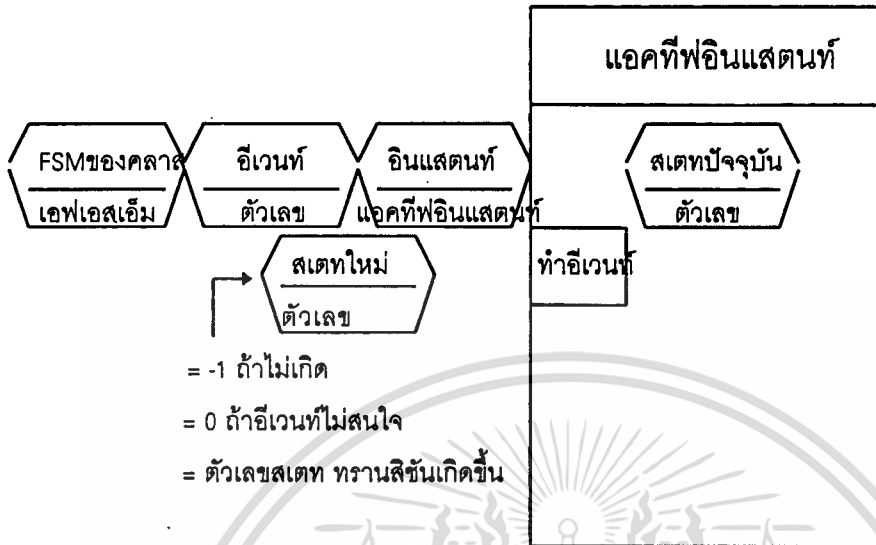 แอคทีฟอินแสตนท์
FSMของคลาส
อีเวนท์
อินแสตนท์
สเตทปัจจุบัน
เอฟเอสเอ็ม
ตัวเลข
แอคทีฟอินแสตนท์
ตัวเลข
สเตทใหม่
ทำอีเวนท์
ตัวเลข
= -1 ถ้าไม่เกิด
= 0 ถ้าอีเวนท์ไม่สนใจ
= ตัวเลขสเตท ทรานสิชันเกิดขึ้น